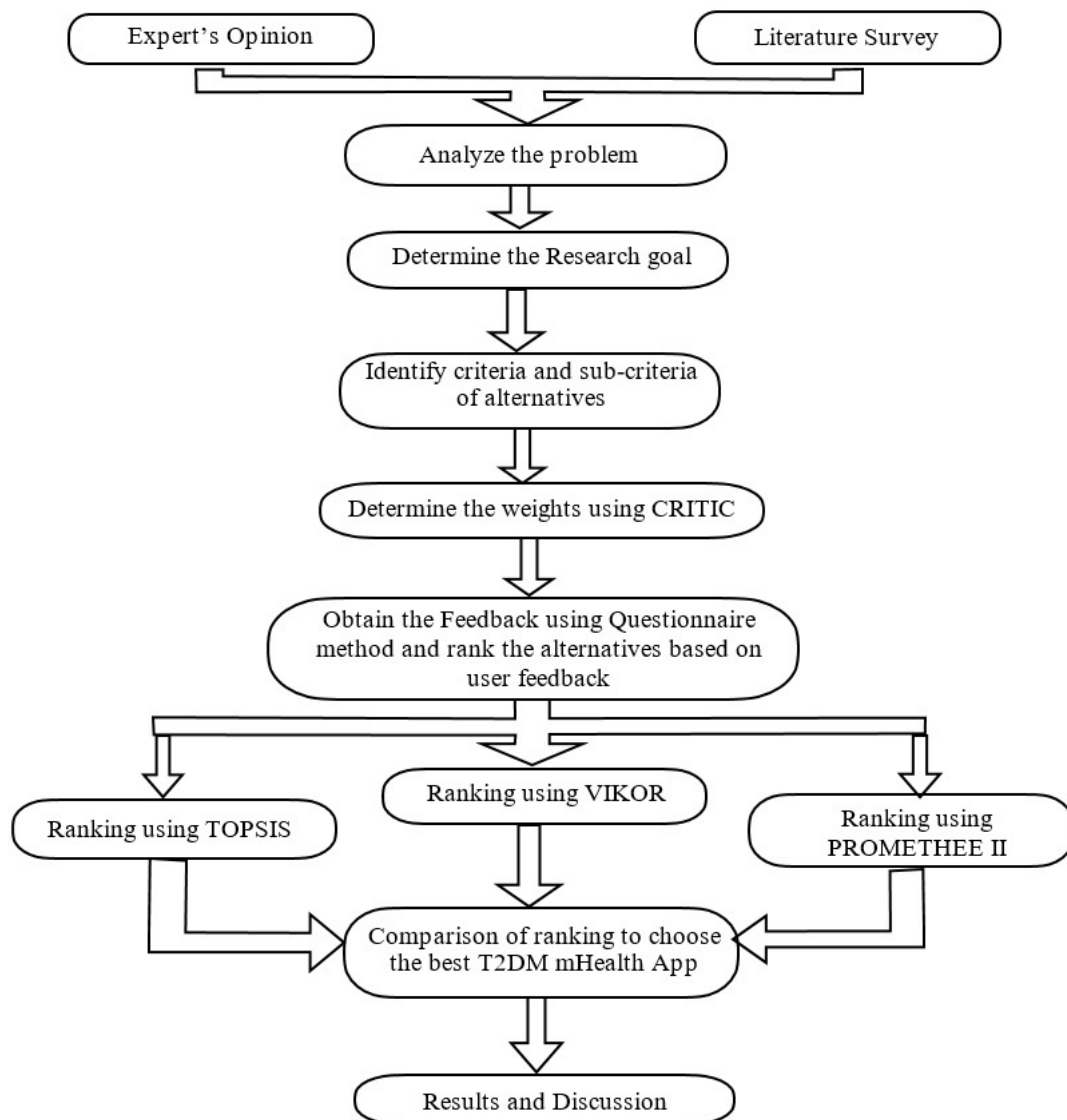 Expert’s Opinion
Literature Survey
Analyze the problem
Determine the Research goal
Identify criteria and sub-criteria
of alternatives
Determine the weights using CRITIC
Obtain the Feedback using Questionnaire
method and rank the alternatives based on
user feedback
Ranking using TOPSIS
Ranking using VIKOR
Ranking using
PROMETHEE II
Comparison of ranking to choose
the best T2DM mHealth App
Results and Discussion